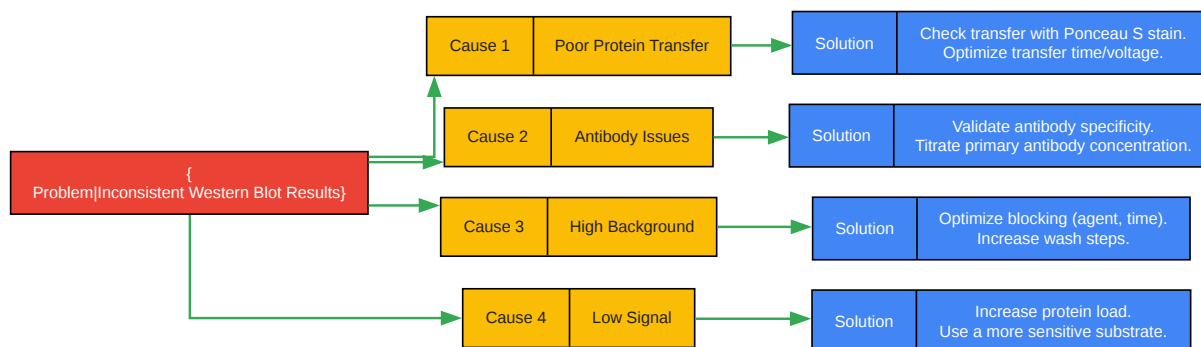 Cause 1
Poor Protein Transfer
Solution
Check transfer with Ponceau S stain.
Optimize transfer time/voltage.
Cause 2
Antibody Issues
Solution
Validate antibody specificity.
Titrate primary antibody concentration.
{
Problem|Inconsistent Western Blot Results}
Cause 3
High Background
Solution
Optimize blocking (agent, time).
Increase wash steps.
Cause 4
Low Signal
Solution
Increase protein load.
Use a more sensitive substrate.